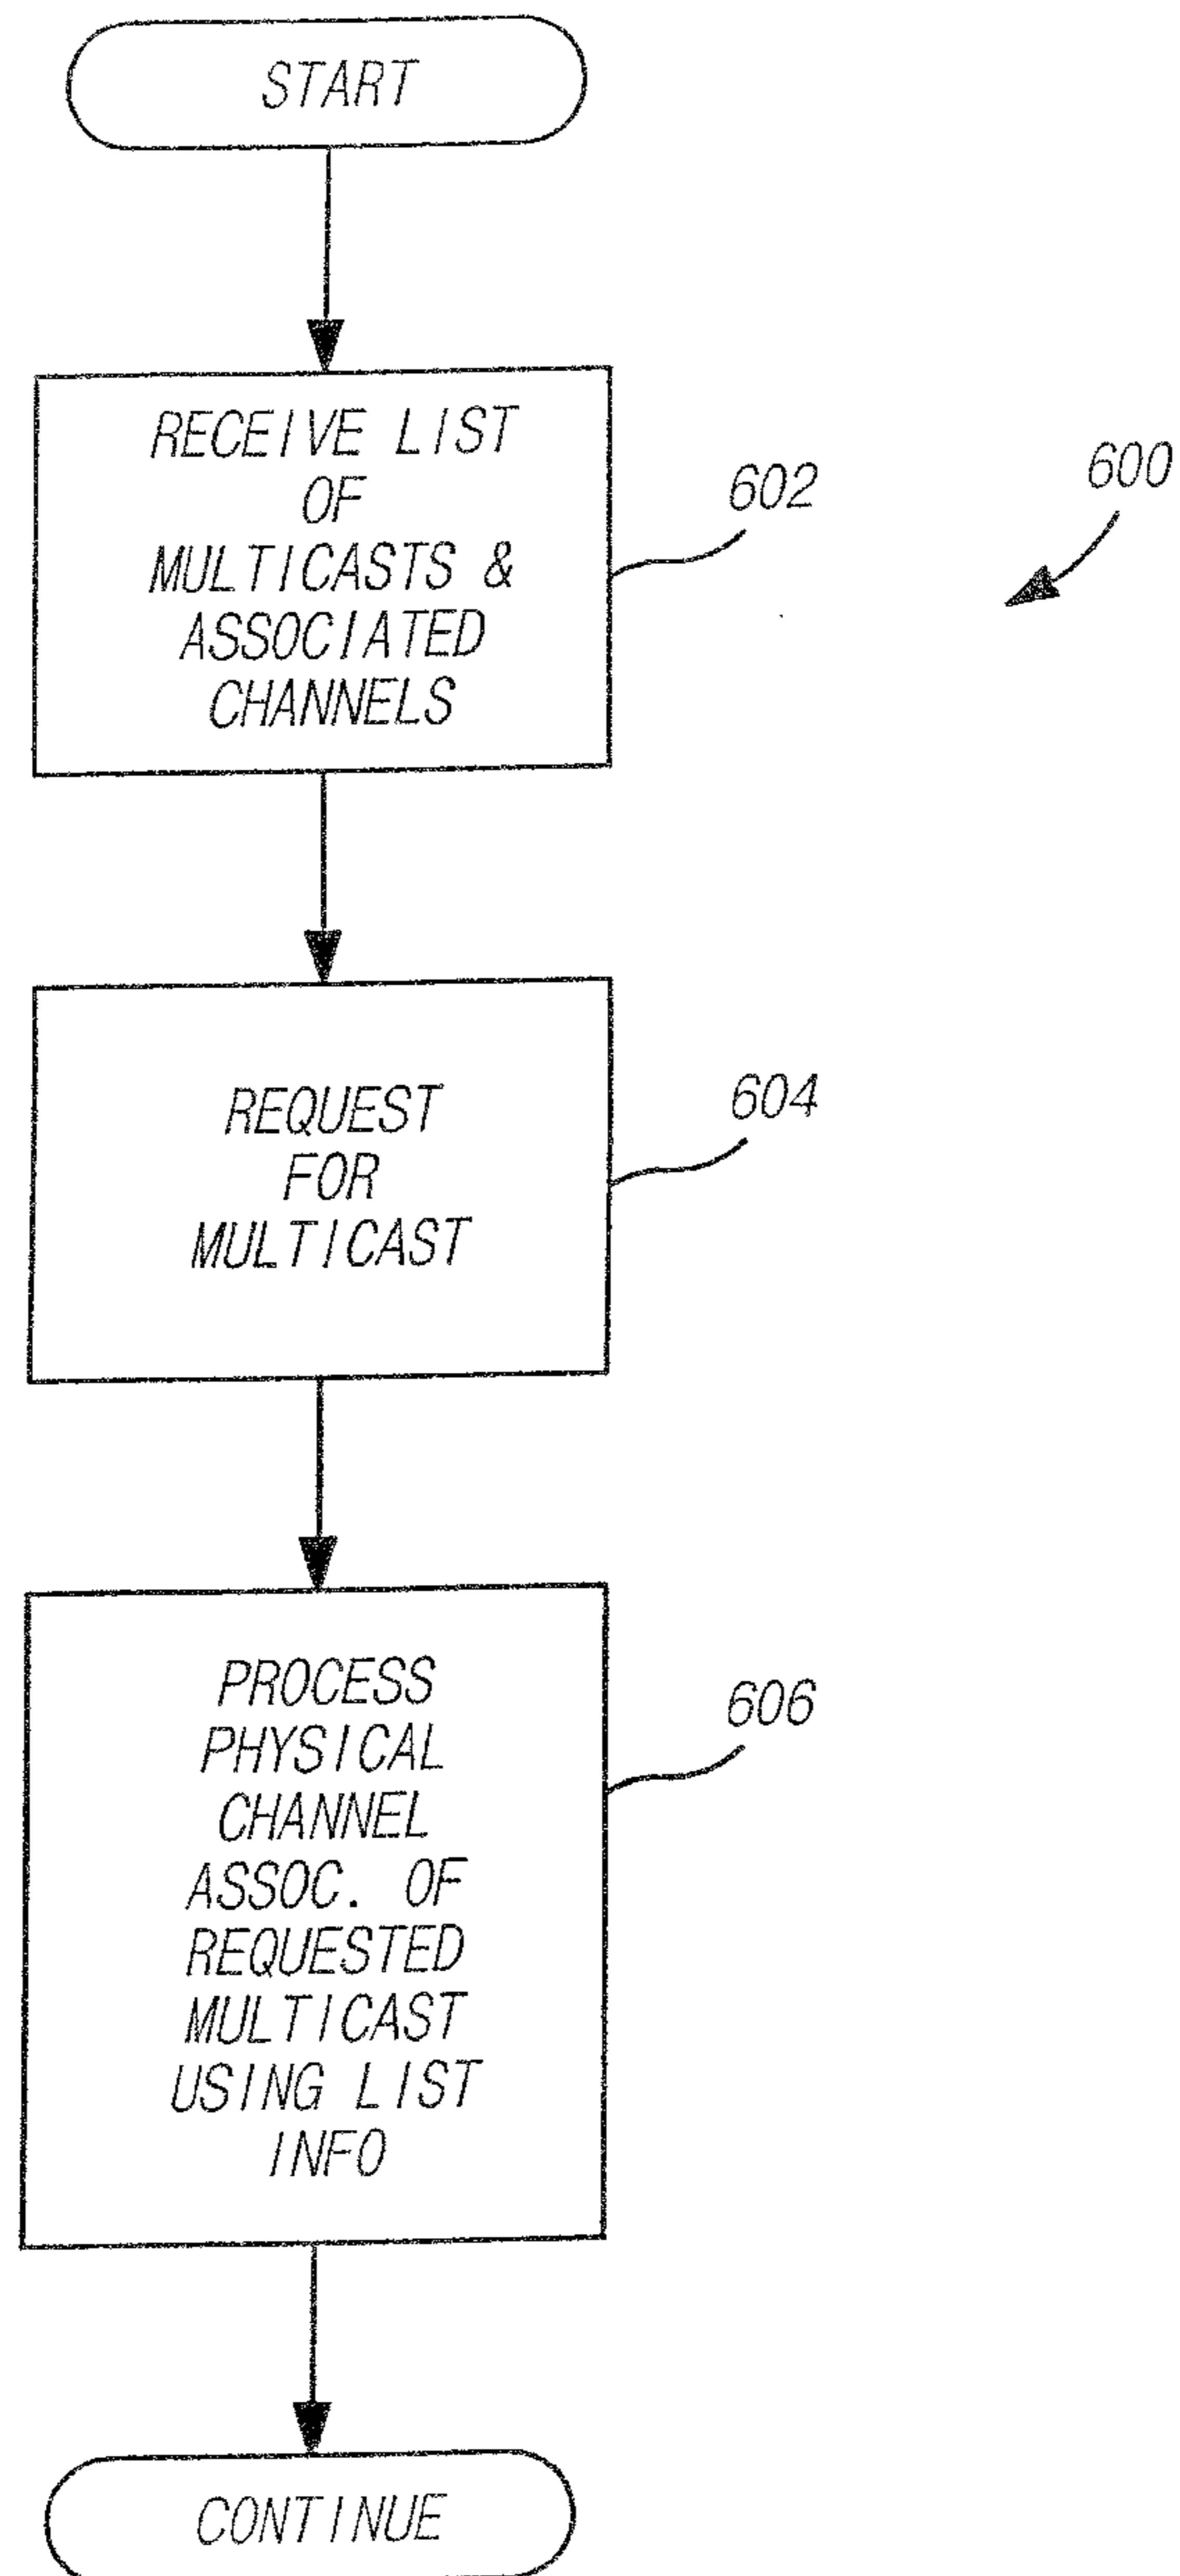 START
RECEIVE LIST
OF
MULTICASTS &
ASSOCIATED
CHANNELS
602
600
REQUEST
FOR
MULTICAST
604
PROCESS
PHYSICAL
CHANNEL
ASSOC. OF
REQUESTED
MULTICAST
USING LIST
INFO
606
CONTINUE